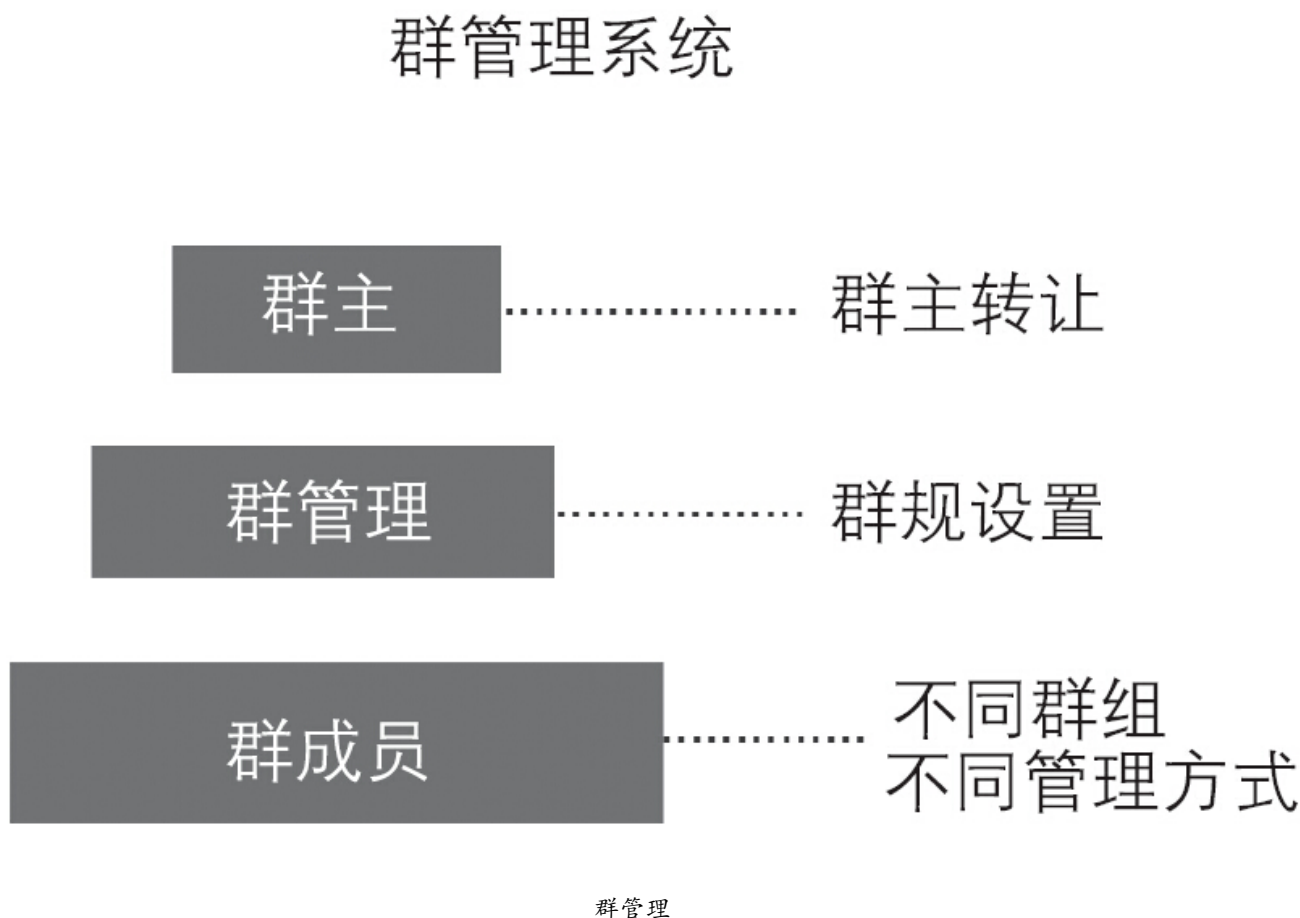 群管理系统
群主
群主转让
群管理
群规设置
群成员
不同群组
不同管理方式
群管理